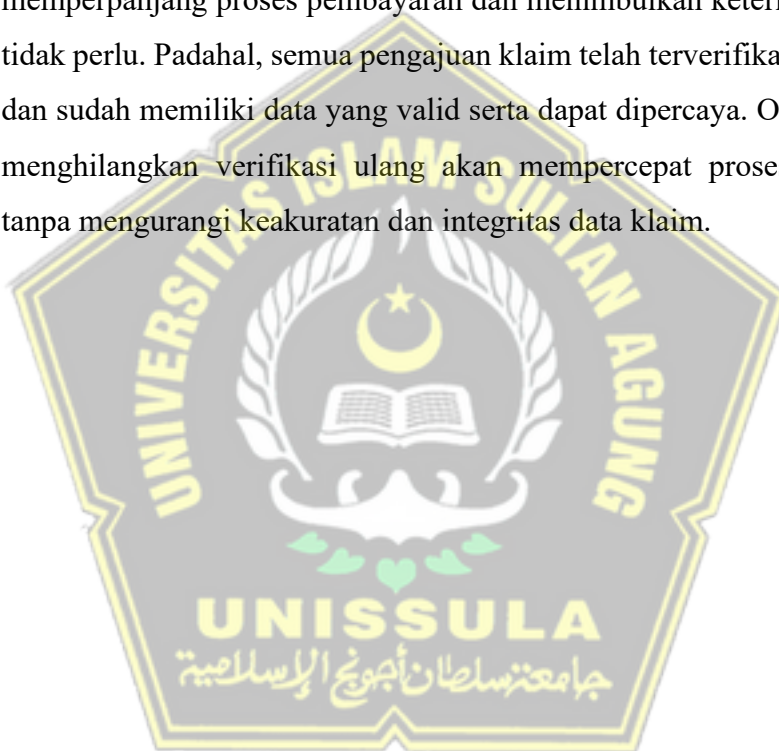 memperpanjang proses pembayaran dan menimbulkan
tidak perlu. Padahal, semua pengajuan klaim telah
dan sudah memiliki data yang valid serta dapat dipercaya.
menghilangkan verifikasi ulang akan mempercepat
tanpa mengurangi keakuratan dan integritas data klaim.
UNIVERSITAS ISLAM SULTAN AGUNG
UNISSULA
جامعة سلطان أجونج الإسلامية